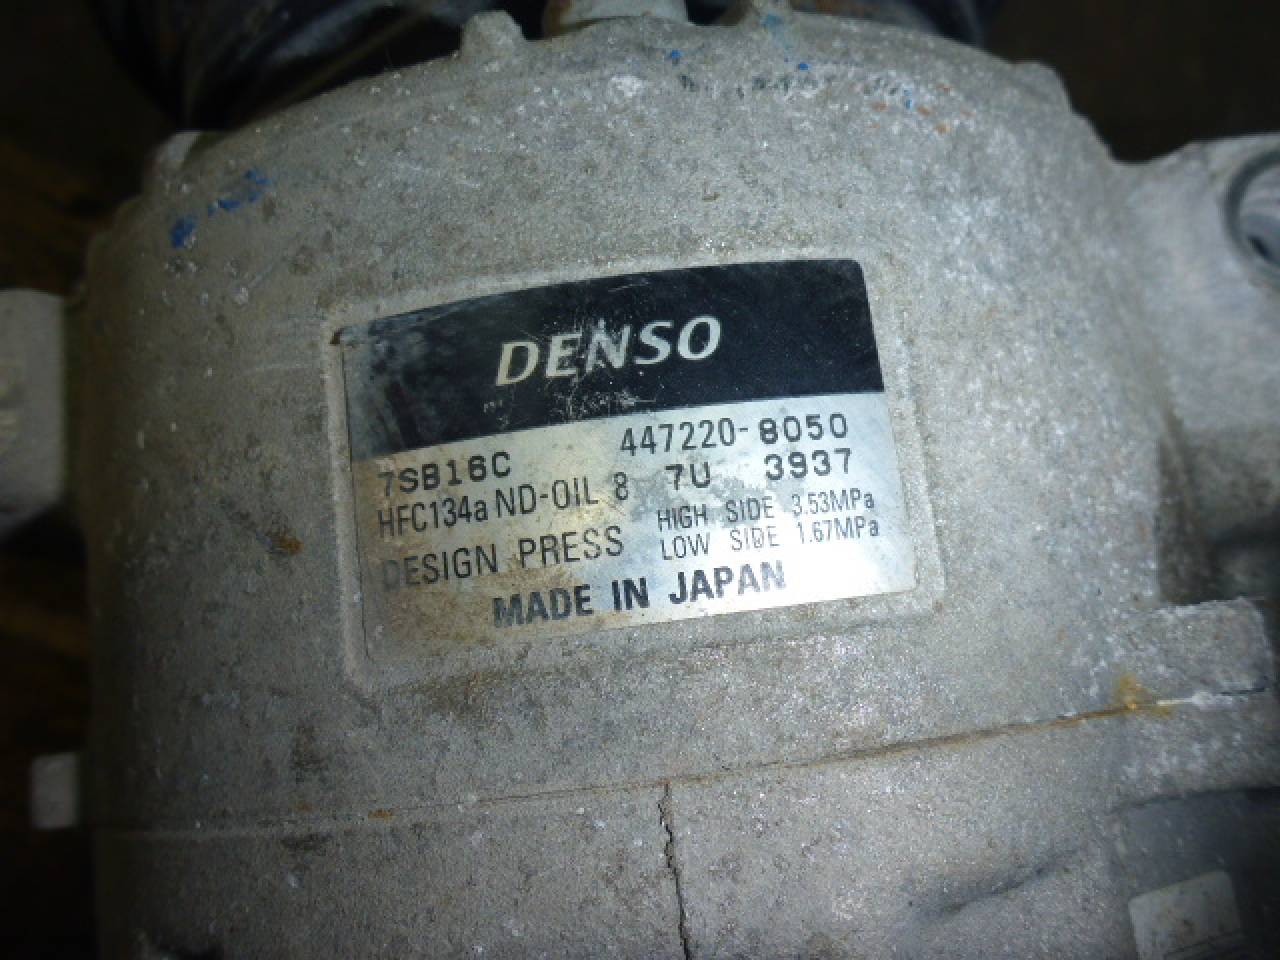 DENSO
447220-8050
7SB16C 7U 3937
HFC134a ND-OIL 8
HIGH SIDE 3.53MPa
DESIGN PRESS LOW SIDE 1.67MPa
MADE IN JAPAN